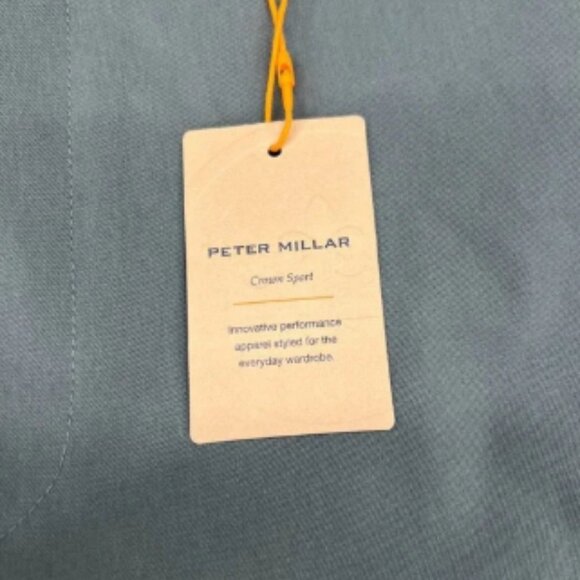 PETER MILLAR
Crown Sport
Innovative performance
apparel styled for the
everyday wardrobe.